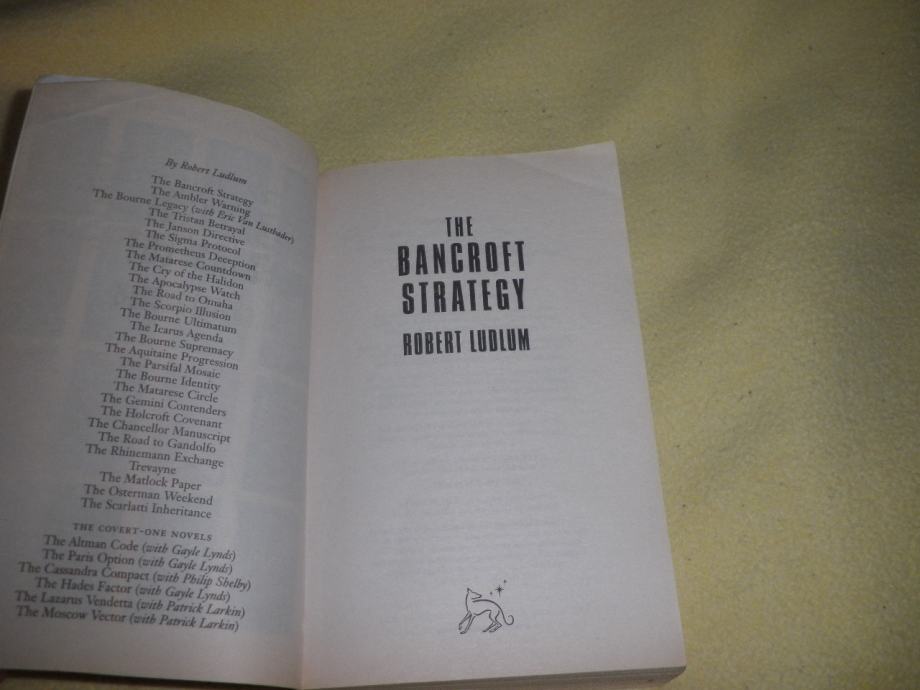 By Robert Ludlum
The Bancroft Strategy
The Ambler Warning
The Bourne Legacy (with Eric Van Lustbader)
The Tristan Betrayal
The Janson Directive
The Sigma Protocol
The Prometheus Deception
The Matarese Countdown
The Cry of the Halidon
The Apocalypse Watch
The Road to Omaha
The Scorpio Illusion
The Bourne Ultimatum
The Icarus Agenda
The Bourne Supremacy
The Aquitaine Progression
The Parsifal Mosaic
The Bourne Identity
The Matarese Circle
The Gemini Contenders
The Holcroft Covenant
The Chancellor Manuscript
The Road to Gandolfo
The Rhinemann Exchange
Trevayne
The Matlock Paper
The Osterman Weekend
The Scarlatti Inheritance
THE COVERT-ONE NOVELS
The Altman Code (with Gayle Lynds)
The Paris Option (with Gayle Lynds)
The Cassandra Compact (with Philip Shelby)
The Hades Factor (with Gayle Lynds)
The Lazarus Vendetta (with Patrick Larkin)
The Moscow Vector (with Patrick Larkin)
THE
BANCROFT
STRATEGY
ROBERT LUDLUM